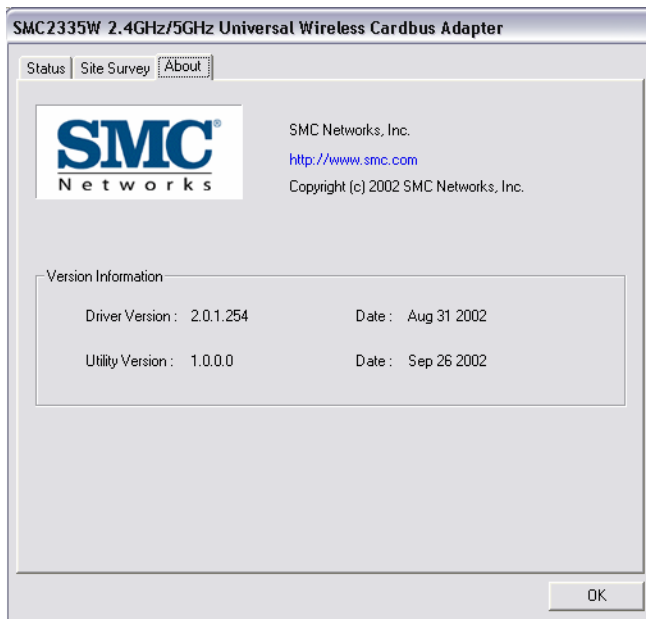 SMC2335W 2.4GHz/5GHz Universal Wireless Cardbus Adapter
Status Site Survey About
SMC®
Networks
SMC Networks, Inc.
http://www.smc.com
Copyright (c) 2002 SMC Networks, Inc.
Version Information
Driver Version : 2.0.1.254 Date : Aug 31 2002
Utility Version : 1.0.0.0 Date : Sep 26 2002
OK